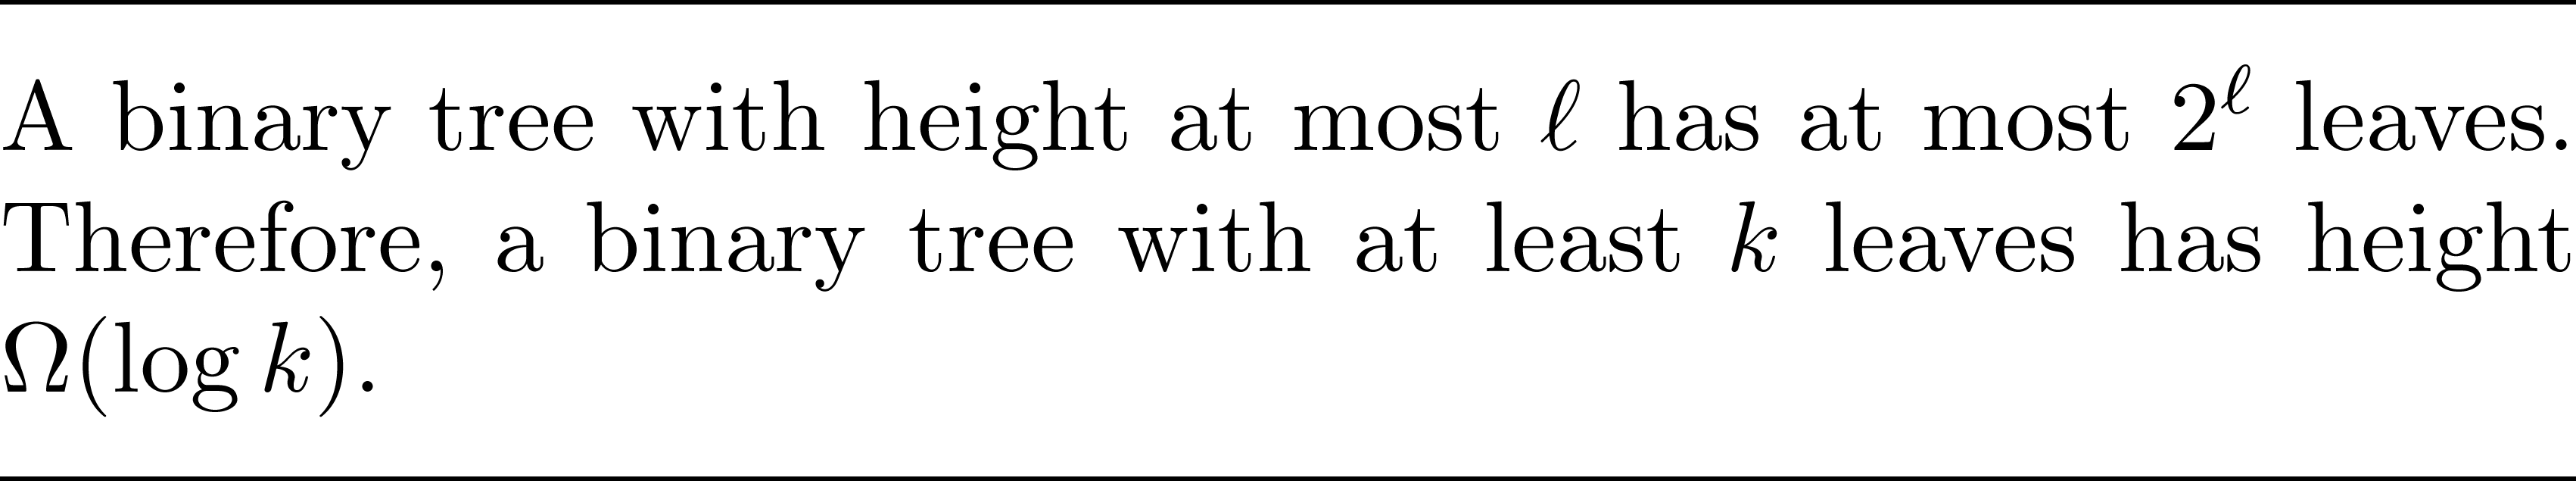 A binary tree with height at most ℓ has at most 2^ℓ leaves.
Therefore, a binary tree with at least k leaves has height
Ω(log k).